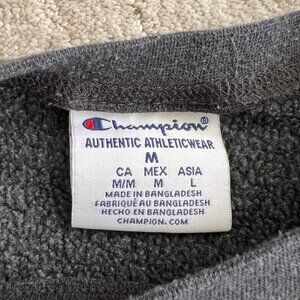 Champion®
AUTHENTIC ATHLETICWEAR
M
CA MEX ASIA
M/M M L
MADE IN BANGLADESH
FABRIQUÉ AU BANGLADESH
HECHO EN BANGLADESH
CHAMPION.COM